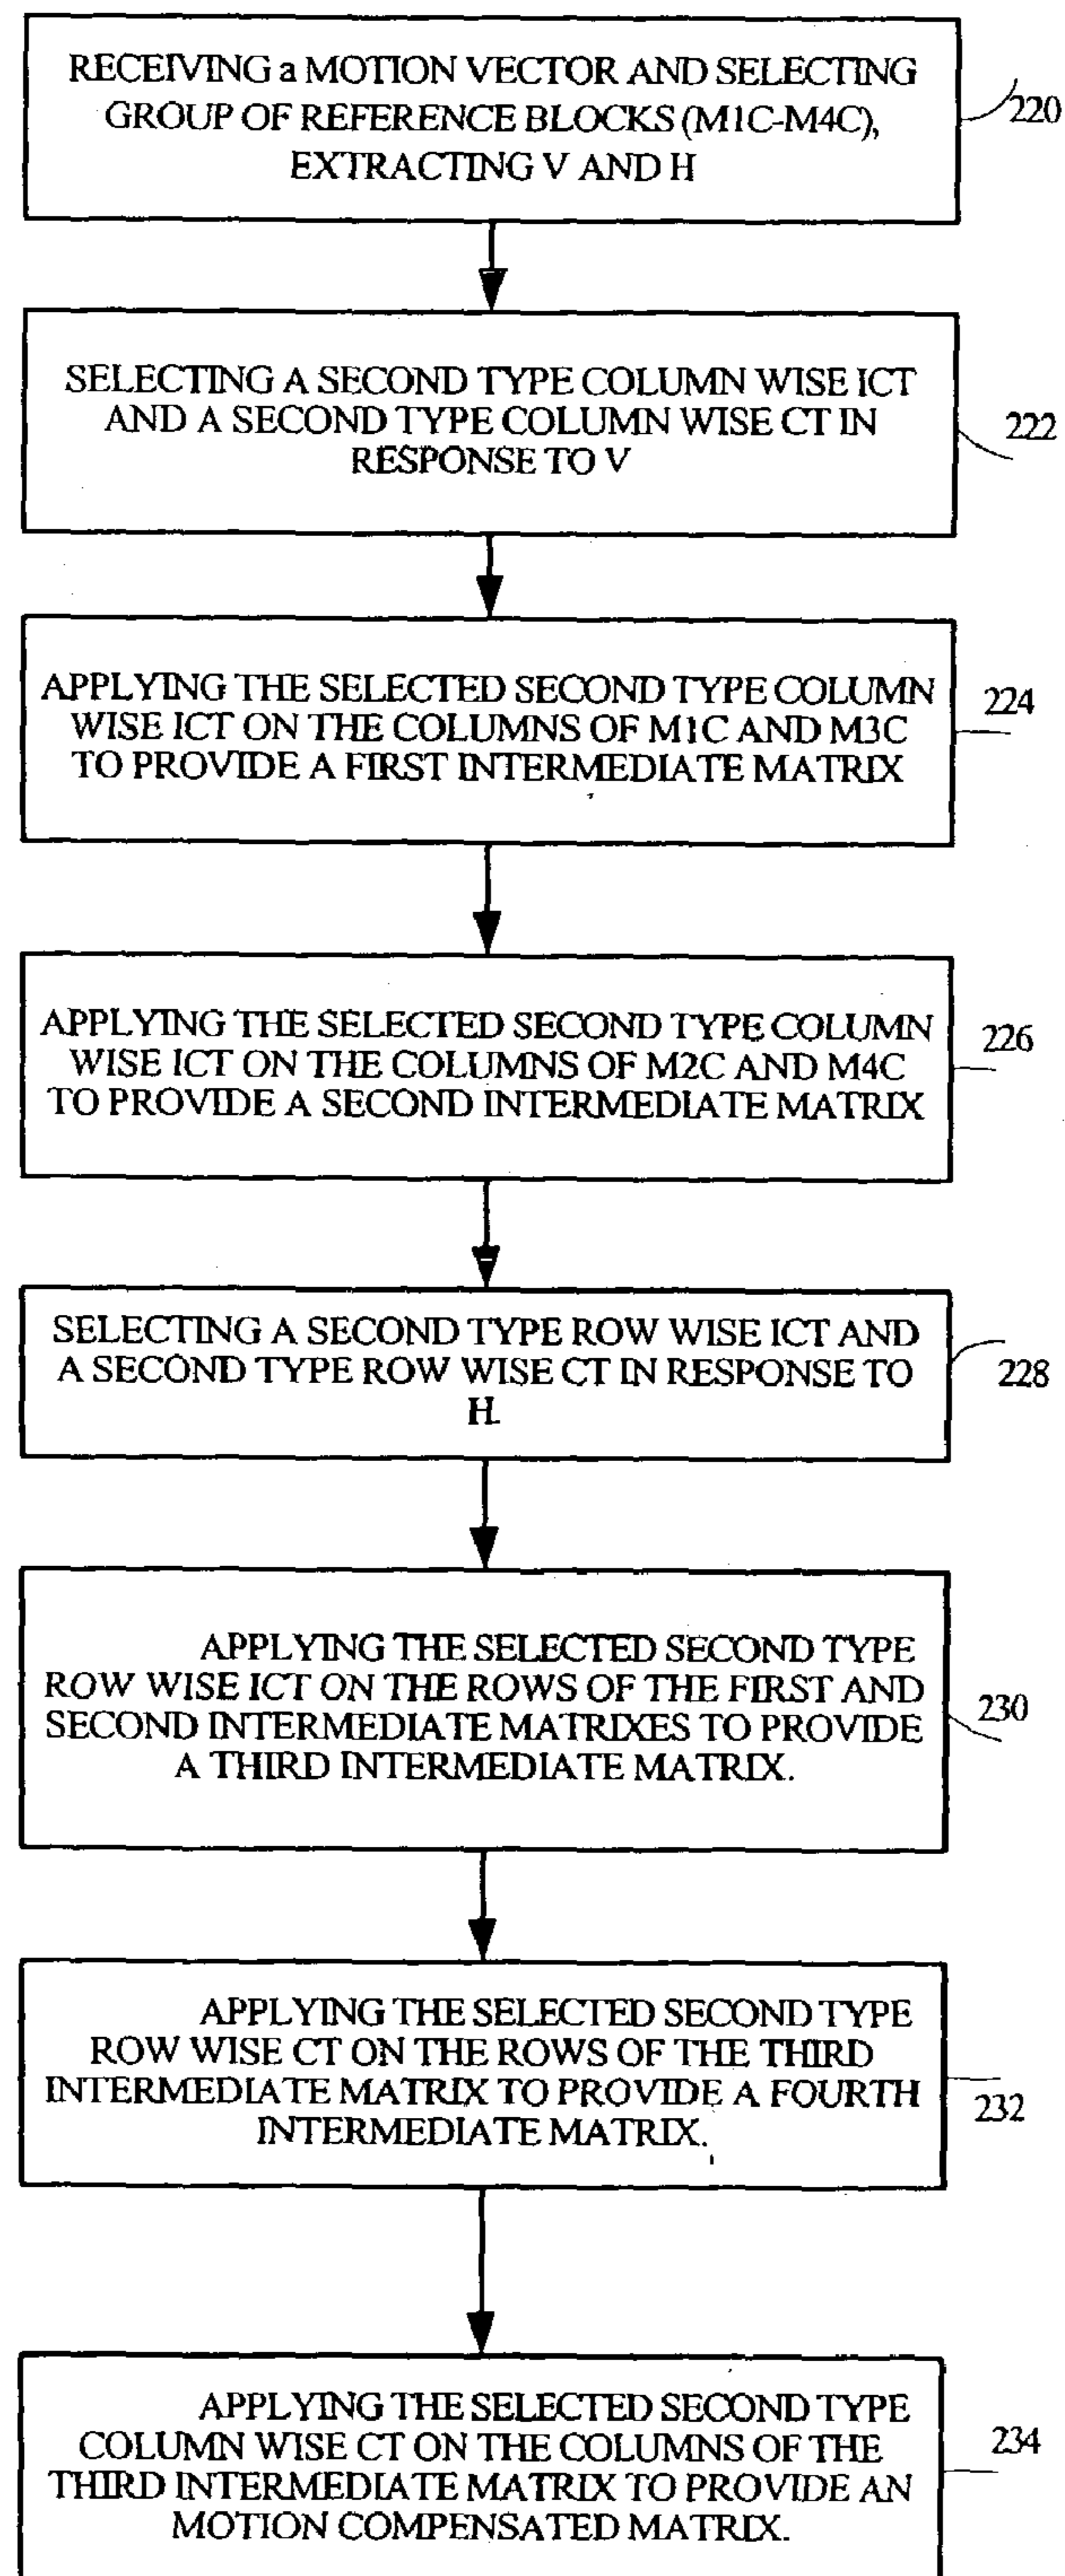 RECEIVING a MOTION VECTOR AND SELECTING
GROUP OF REFERENCE BLOCKS (M1C-M4C),
EXTRACTING V AND H
220
SELECTING A SECOND TYPE COLUMN WISE ICT
AND A SECOND TYPE COLUMN WISE CT IN
RESPONSE TO V
222
APPLYING THE SELECTED SECOND TYPE COLUMN
WISE ICT ON THE COLUMNS OF M1C AND M3C
TO PROVIDE A FIRST INTERMEDIATE MATRIX
224
APPLYING THE SELECTED SECOND TYPE COLUMN
WISE ICT ON THE COLUMNS OF M2C AND M4C
TO PROVIDE A SECOND INTERMEDIATE MATRIX
226
SELECTING A SECOND TYPE ROW WISE ICT AND
A SECOND TYPE ROW WISE CT IN RESPONSE TO
H.
228
APPLYING THE SELECTED SECOND TYPE
ROW WISE ICT ON THE ROWS OF THE FIRST AND
SECOND INTERMEDIATE MATRIXES TO PROVIDE
A THIRD INTERMEDIATE MATRIX.
230
APPLYING THE SELECTED SECOND TYPE
ROW WISE CT ON THE ROWS OF THE THIRD
INTERMEDIATE MATRIX TO PROVIDE A FOURTH
INTERMEDIATE MATRIX.
232
APPLYING THE SELECTED SECOND TYPE
COLUMN WISE CT ON THE COLUMNS OF THE
THIRD INTERMEDIATE MATRIX TO PROVIDE AN
MOTION COMPENSATED MATRIX.
234